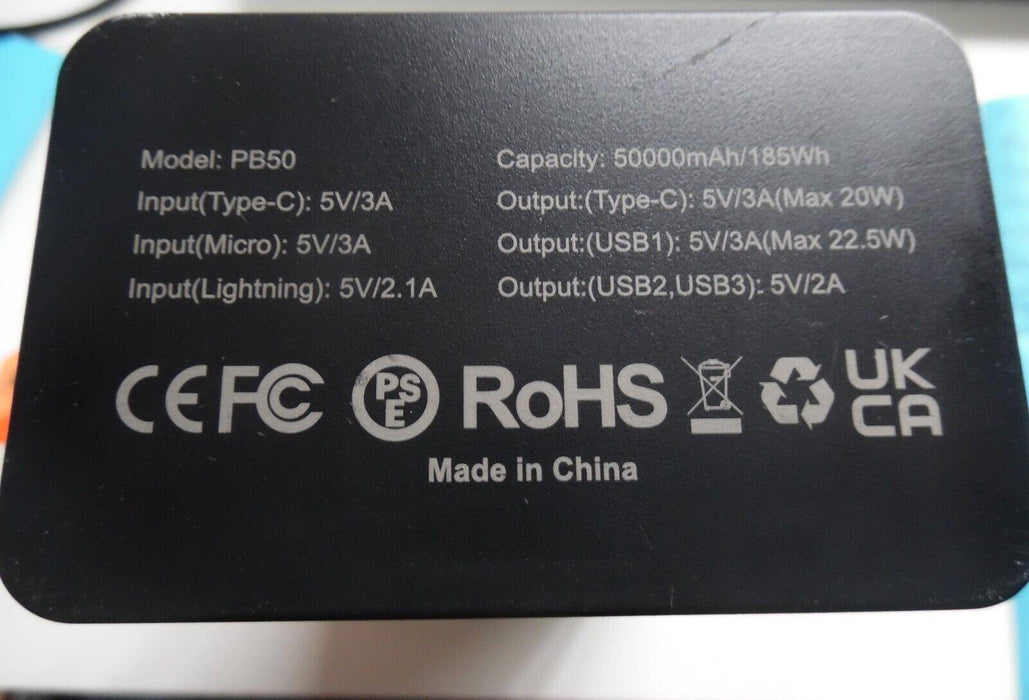 Model: PB50
Capacity: 50000mAh/185Wh
Input(Type-C): 5V/3A
Output:(Type-C): 5V/3A(Max 20W)
Input(Micro): 5V/3A
Output:(USB1): 5V/3A(Max 22.5W)
Input(Lightning): 5V/2.1A
Output:(USB2,USB3): 5V/2A
CE FC PSE RoHS UK
CA
Made in China